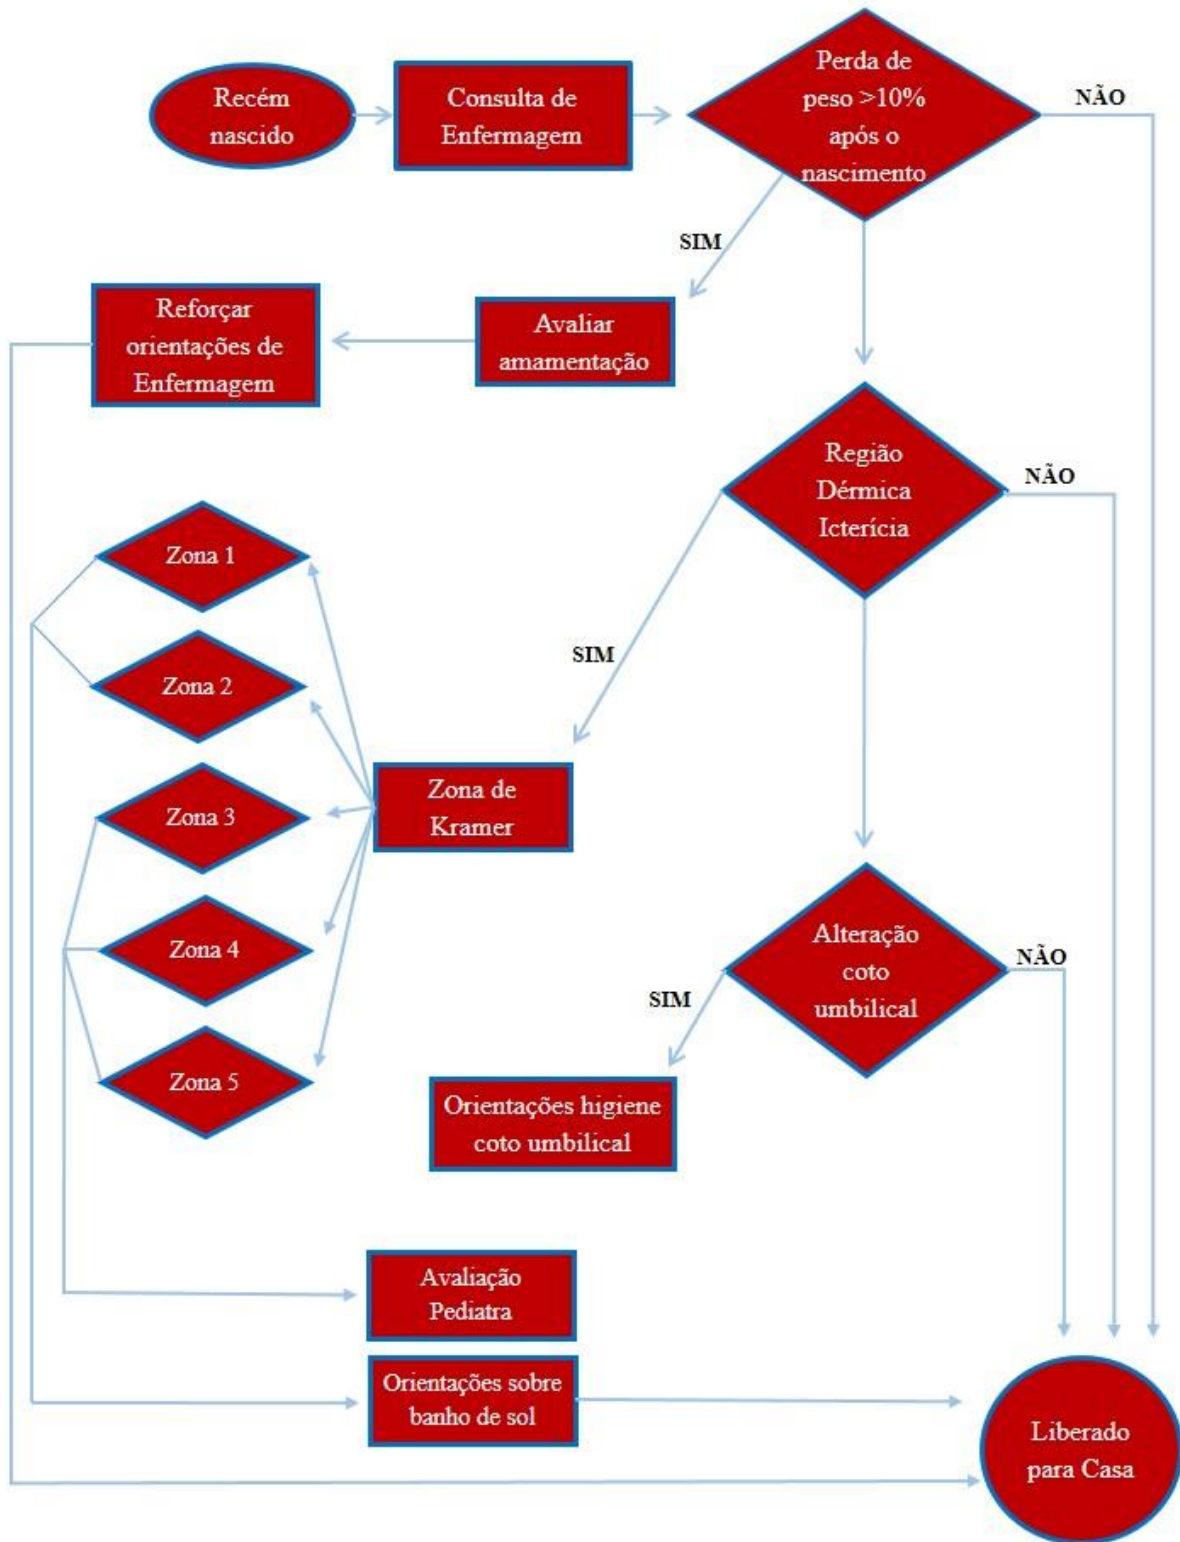 Recém
nascido
Consulta de
Enfermagem
Perda de
peso >10%
após o
nascimento
NÃO
SIM
Reforçar
orientações de
Enfermagem
Avaliar
amamentação
Região
Dérmica
Icterícia
NÃO
SIM
Zona 1
Zona 2
Zona 3
Zona 4
Zona 5
Zona de
Kramer
Alteração
coto
umbilical
NÃO
SIM
Orientações higiene
coto umbilical
Avaliação
Pediatra
Orientações sobre
banho de sol
Liberado
para Casa